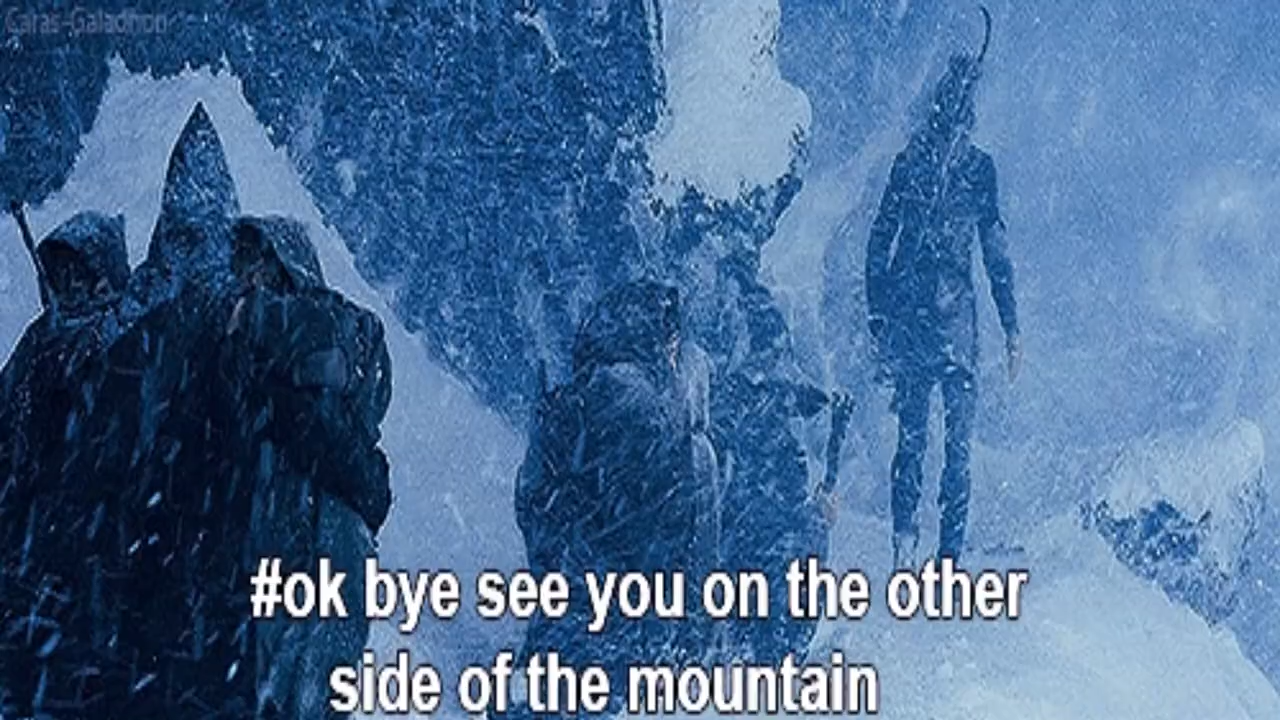 Caras-Galadhon
#ok bye see you on the other
side of the mountain